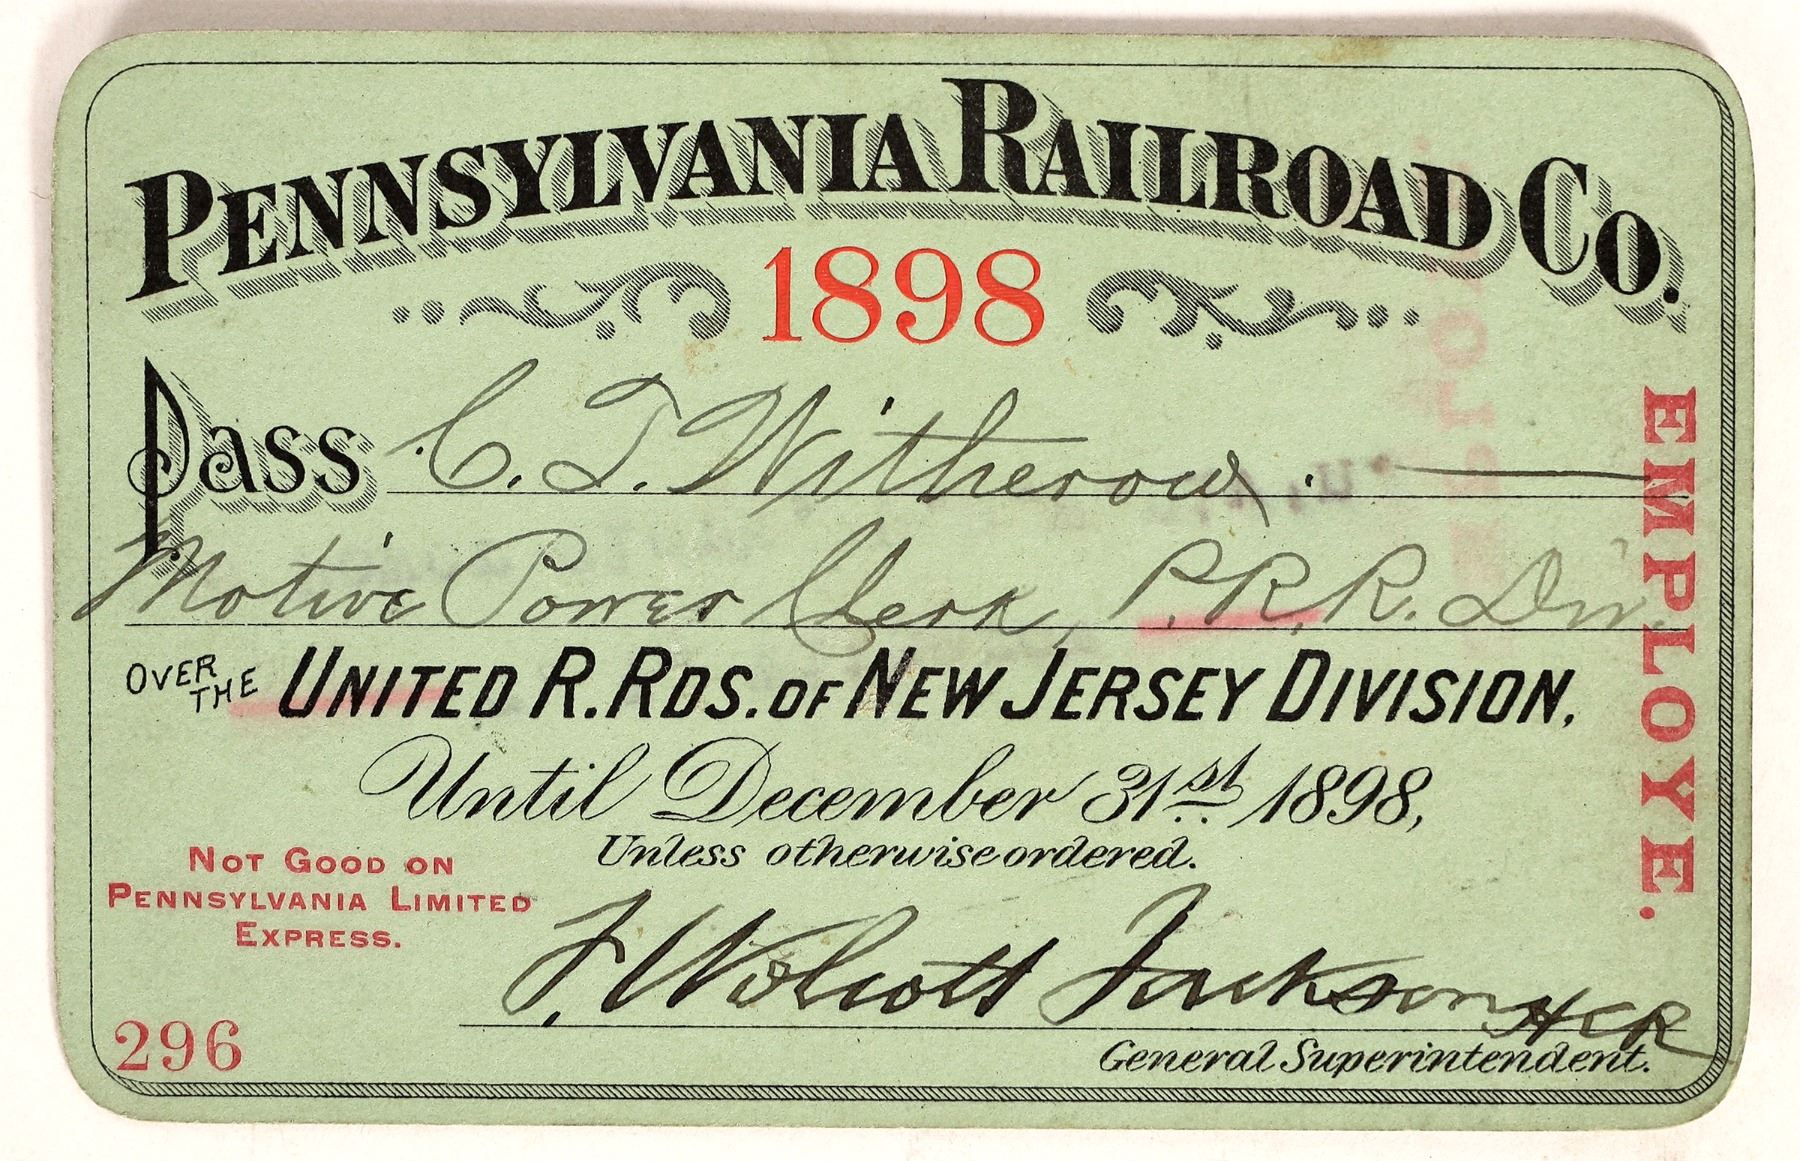 PENNSYLVANIA RAILROAD CO.
1898
Pass C. T. Witherow.
Motive Power Clerk, P.R.R. Div.
OVER THE UNITED R. RDS. OF NEW JERSEY DIVISION,
Until December 31st 1898,
Unless otherwise ordered.
NOT GOOD ON
PENNSYLVANIA LIMITED
EXPRESS.
F. Wolcott Jackson HCR
General Superintendent.
296
EMPLOYE.